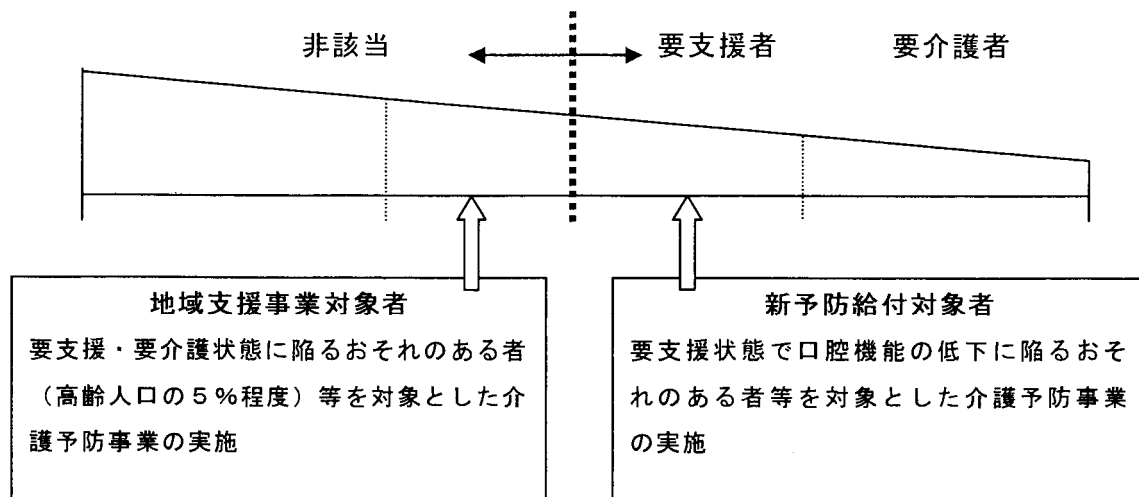 非該当
要支援者
要介護者
地域支援事業対象者
要支援・要介護状態に陥るおそれのある者
（高齢人口の５％程度）等を対象とした介
護予防事業の実施
新予防給付対象者
要支援状態で口腔機能の低下に陥るおそ
れのある者等を対象とした介護予防事業
の実施